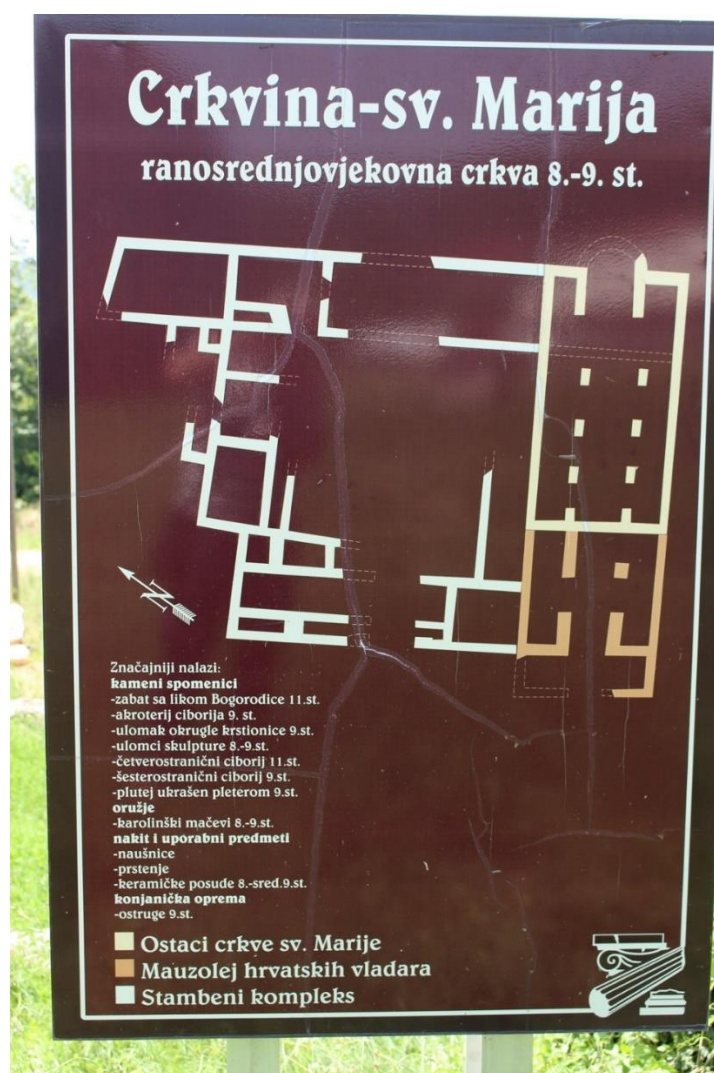 Crkvina-sv. Marija
ranosrednjovjekovna crkva 8.-9. st.
N
Značajniji nalazi:
kameni spomenici
-zabat sa likom Bogorodice 11.st.
-akroterij ciborija 9. st.
-ulomak okrugle krstionice 9.st.
-ulomci skulpture 8.-9.st.
-četverostranični ciborij 11.st.
-šesterostranični ciborij 9.st.
-plutej ukrašen pleterom 9.st.
oružje
-karolinški mačevi 8.-9.st.
nakit i uporabni predmeti
-naušnice
-prstenje
-keramičke posude 8.-sred.9.st.
konjanička oprema
-ostruge 9.st.
Ostaci crkve sv. Marije
Mauzolej hrvatskih vladara
Stambeni kompleks